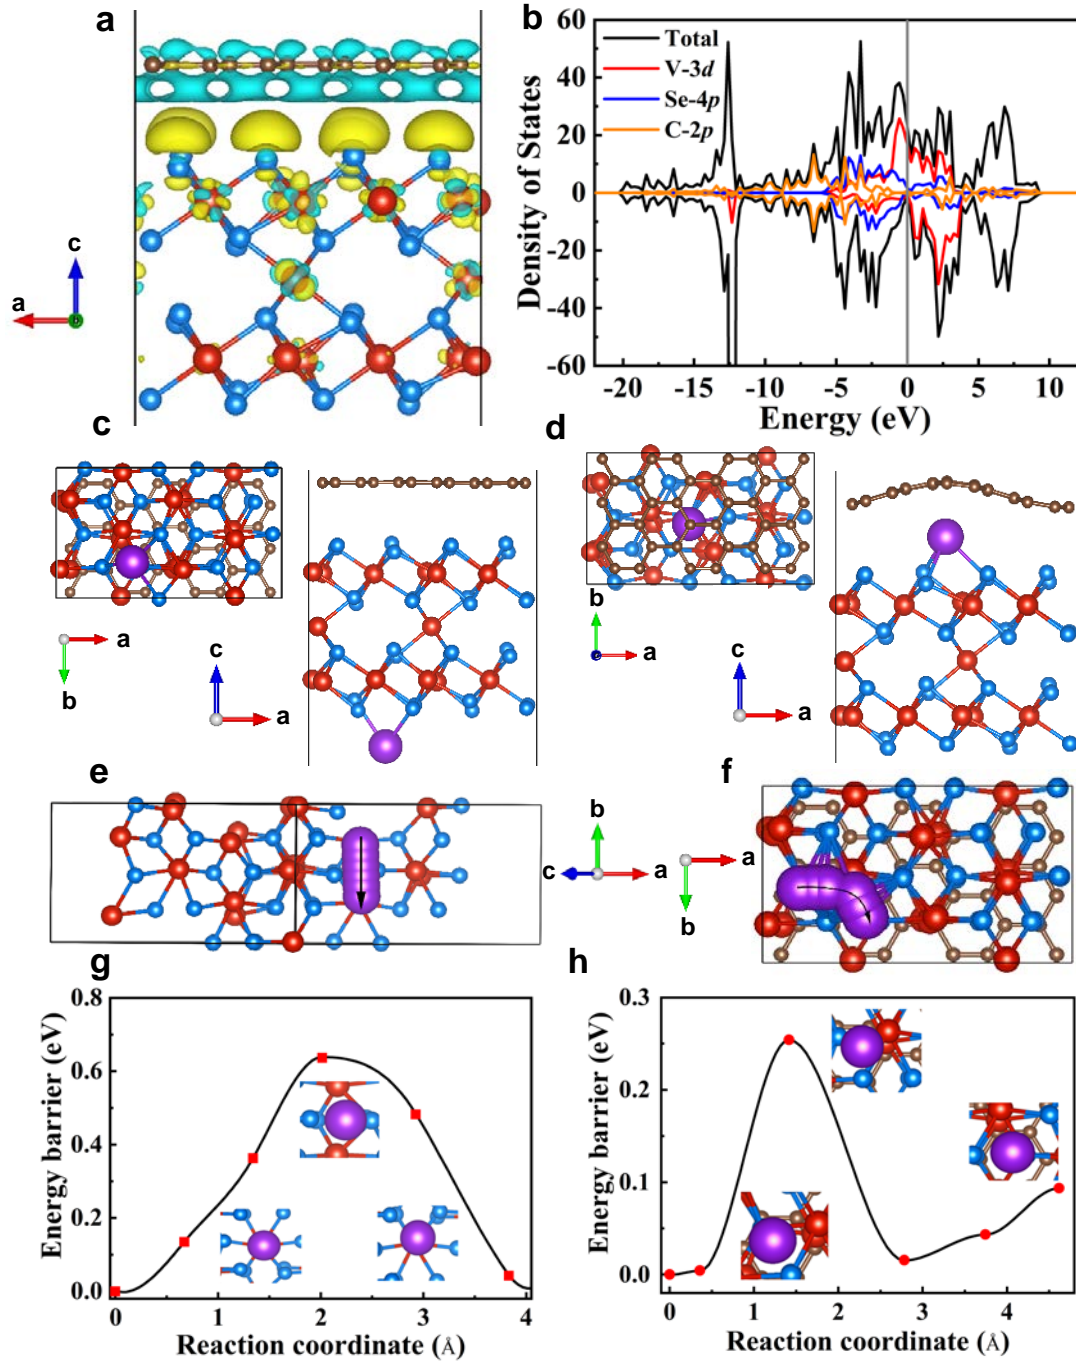 a
c
a
b
b
Density of States
60
40
20
0
-20
-40
-60
Total
V-3d
Se-4p
C-2p
-20 -15 -10 -5 0 5 10
Energy (eV)
c
a
b
c
a
d
b
c
a
c
a
e
b
c
a
f
a
b
g
Energy barrier (eV)
0.8
0.6
0.4
0.2
0.0
0 1 2 3 4
Reaction coordinate (Å)
h
Energy barrier (eV)
0.3
0.2
0.1
0.0
0 1 2 3 4
Reaction coordinate (Å)